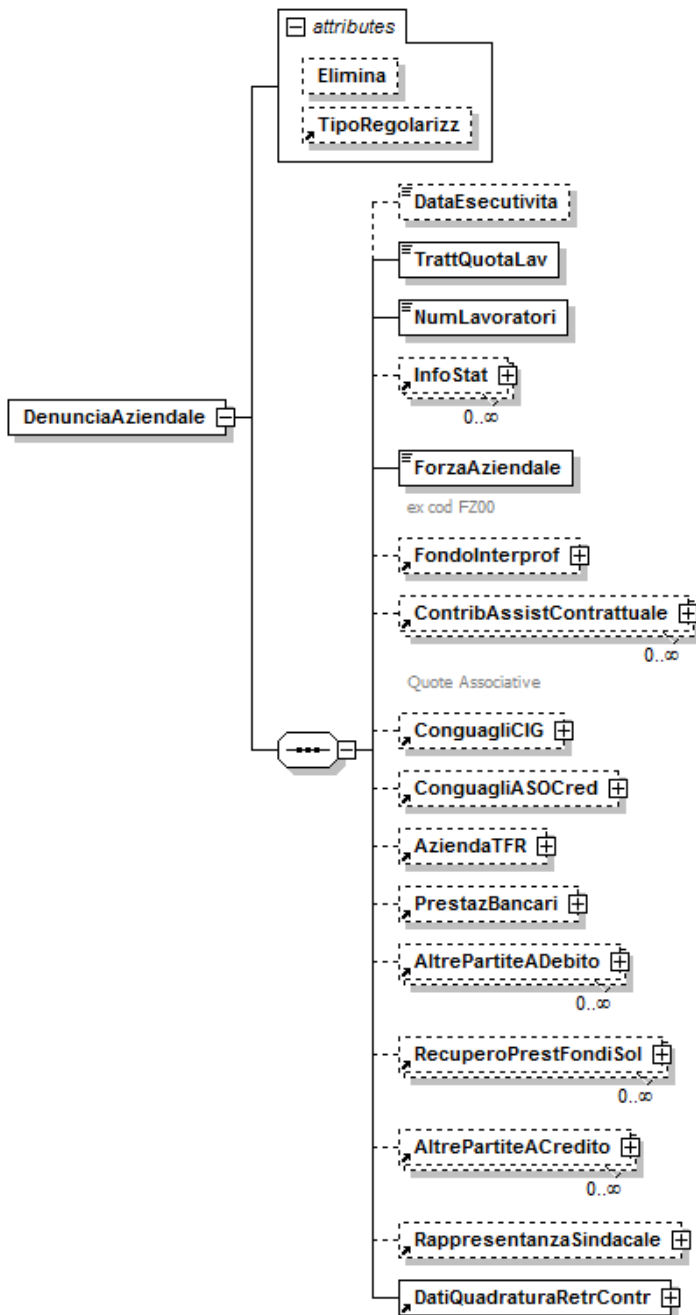 attributes
Elimina
TipoRegolarizz
DataEsecutivita
TrattQuotaLav
NumLavoratori
InfoStat
0..∞
DenunciaAziendale
ForzaAziendale
ex cod FZ00
FondoInterprof
ContribAssistContrattuale
0..∞
Quote Associative
ConguagliCIG
ConguagliASOCred
AziendaTFR
PrestazBancari
AltrePartiteADebito
0..∞
RecuperoPrestFondiSol
0..∞
AltrePartiteACredito
0..∞
RappresentanzaSindacale
DatiQuadraturaRetrContr